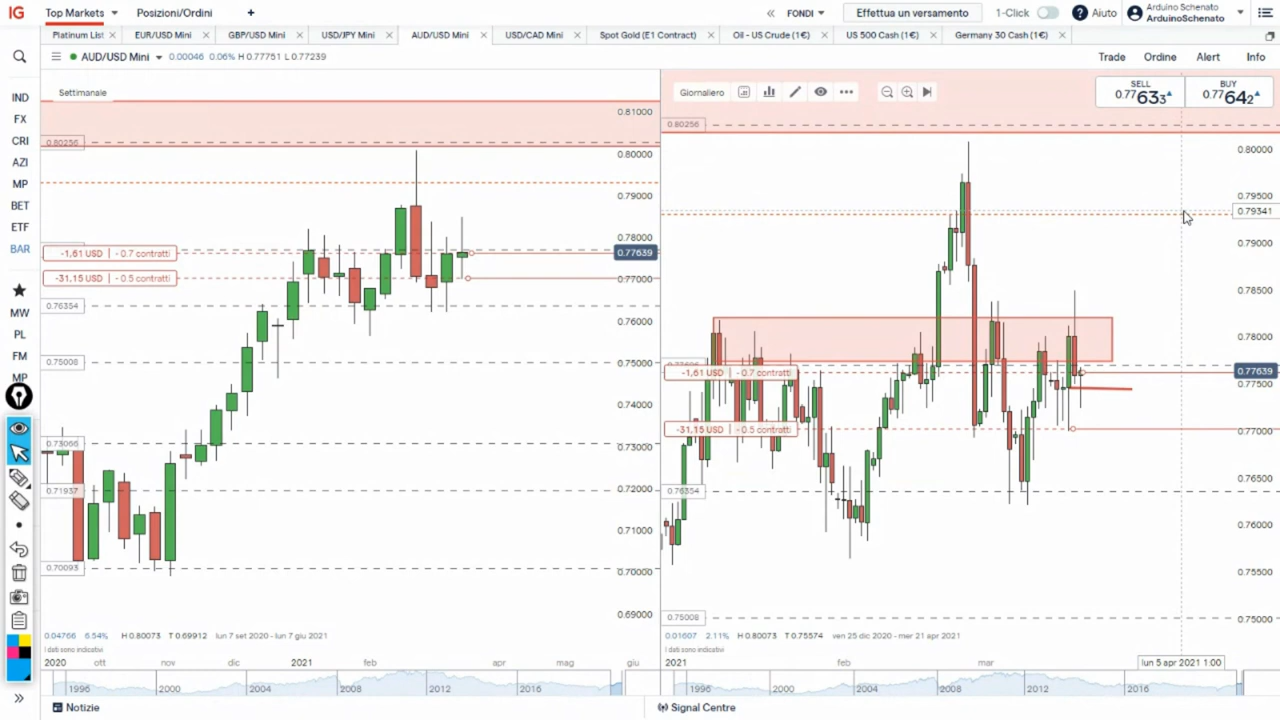 IG Top Markets Posizioni/Ordini + FONDI Effettua un versamento 1-Click ? Aiuto Arduino Schenato
ArduinoSchenato
Platinum List EUR/USD Mini GBP/USD Mini USD/JPY Mini AUD/USD Mini USD/CAD Mini Spot Gold (E1 Contract) Oil - US Crude (1€) US 500 Cash (1€) Germany 30 Cash (1€)
AUD/USD Mini 0.00046 0.06% H 0.77751 L 0.77239 Trade Ordine Alert Info
IND
FX
CRI
AZI
MP
BET
ETF
BAR
MW
PL
FM
MP
Settimanale
0.81000
0.80256
0.80000
0.79000
0.78000
-1,61 USD | - 0.7 contratti
0.77639
-31,15 USD | - 0.5 contratti
0.77000
0.76354
0.76000
0.75008
0.75000
0.74000
0.73066
0.73000
0.72000
0.71937
0.71000
0.70093
0.70000
0.69000
0.04766 6.54% H 0.80073 T 0.69912 lun 7 set 2020 - lun 7 giu 2021
I dati sono indicativi
2020 ott nov dic 2021 feb apr mag giu
1996 2000 2004 2008 2012 2016
Giornaliero
SELL
0.77633
BUY
0.77642
0.80256
0.80000
0.79500
0.79341
0.79000
0.78500
0.78000
-1,61 USD | - 0.7 contratti
0.77639
0.77500
-31,15 USD | - 0.5 contratti
0.77000
0.76500
0.76354
0.76000
0.75500
0.75008
0.75000
0.01607 2.11% H 0.80073 T 0.75574 ven 25 dic 2020 - mer 21 apr 2021
I dati sono indicativi
2021 feb mar lun 5 apr 2021 1:00
1996 2000 2004 2008 2012 2016
Notizie Signal Centre